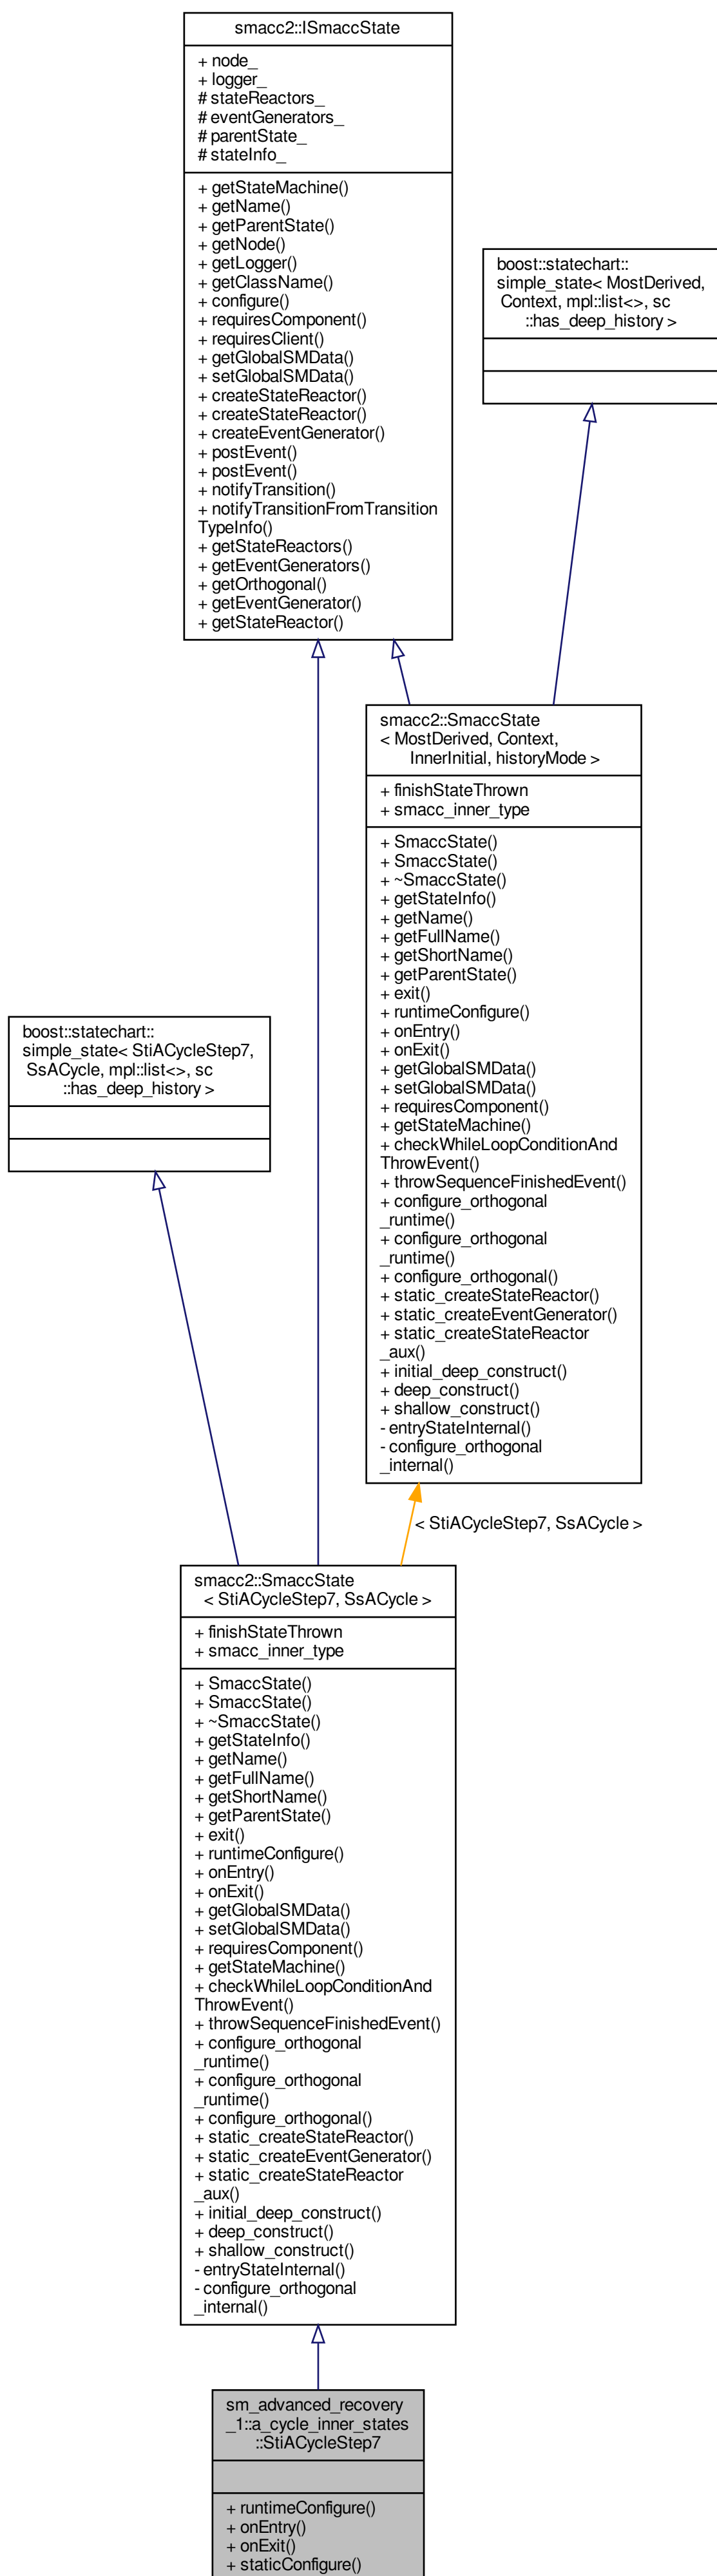 smacc2::ISmaccState
+ node_
+ logger_
# stateReactors_
# eventGenerators_
# parentState_
# stateInfo_
+ getStateMachine()
+ getName()
+ getParentState()
+ getNode()
+ getLogger()
+ getClassName()
+ configure()
+ requiresComponent()
+ requiresClient()
+ getGlobalSMData()
+ setGlobalSMData()
+ createStateReactor()
+ createStateReactor()
+ createEventGenerator()
+ postEvent()
+ postEvent()
+ notifyTransition()
+ notifyTransitionFromTransition
TypeInfo()
+ getStateReactors()
+ getEventGenerators()
+ getOrthogonal()
+ getEventGenerator()
+ getStateReactor()
boost::statechart::
simple_state< MostDerived,
Context, mpl::list<>, sc
::has_deep_history >
smacc2::SmaccState
< MostDerived, Context,
InnerInitial, historyMode >
+ finishStateThrown
+ smacc_inner_type
+ SmaccState()
+ SmaccState()
+ ~SmaccState()
+ getStateInfo()
+ getName()
+ getFullName()
+ getShortName()
+ getParentState()
+ exit()
+ runtimeConfigure()
+ onEntry()
+ onExit()
+ getGlobalSMData()
+ setGlobalSMData()
+ requiresComponent()
+ getStateMachine()
+ checkWhileLoopConditionAnd
ThrowEvent()
+ throwSequenceFinishedEvent()
+ configure_orthogonal
_runtime()
+ configure_orthogonal
_runtime()
+ configure_orthogonal()
+ static_createStateReactor()
+ static_createEventGenerator()
+ static_createStateReactor
_aux()
+ initial_deep_construct()
+ deep_construct()
+ shallow_construct()
- entryStateInternal()
- configure_orthogonal
_internal()
boost::statechart::
simple_state< StiACycleStep7,
SsACycle, mpl::list<>, sc
::has_deep_history >
< StiACycleStep7, SsACycle >
smacc2::SmaccState
< StiACycleStep7, SsACycle >
+ finishStateThrown
+ smacc_inner_type
+ SmaccState()
+ SmaccState()
+ ~SmaccState()
+ getStateInfo()
+ getName()
+ getFullName()
+ getShortName()
+ getParentState()
+ exit()
+ runtimeConfigure()
+ onEntry()
+ onExit()
+ getGlobalSMData()
+ setGlobalSMData()
+ requiresComponent()
+ getStateMachine()
+ checkWhileLoopConditionAnd
ThrowEvent()
+ throwSequenceFinishedEvent()
+ configure_orthogonal
_runtime()
+ configure_orthogonal
_runtime()
+ configure_orthogonal()
+ static_createStateReactor()
+ static_createEventGenerator()
+ static_createStateReactor
_aux()
+ initial_deep_construct()
+ deep_construct()
+ shallow_construct()
- entryStateInternal()
- configure_orthogonal
_internal()
sm_advanced_recovery
_1::a_cycle_inner_states
::StiACycleStep7
+ runtimeConfigure()
+ onEntry()
+ onExit()
+ staticConfigure()